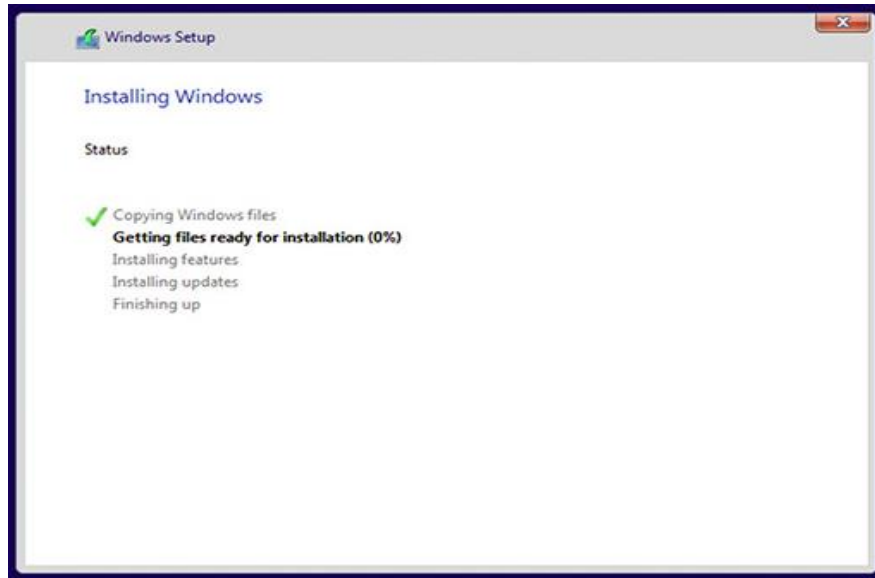 Windows Setup
Installing Windows
Status
Copying Windows files
Getting files ready for installation (0%)
Installing features
Installing updates
Finishing up